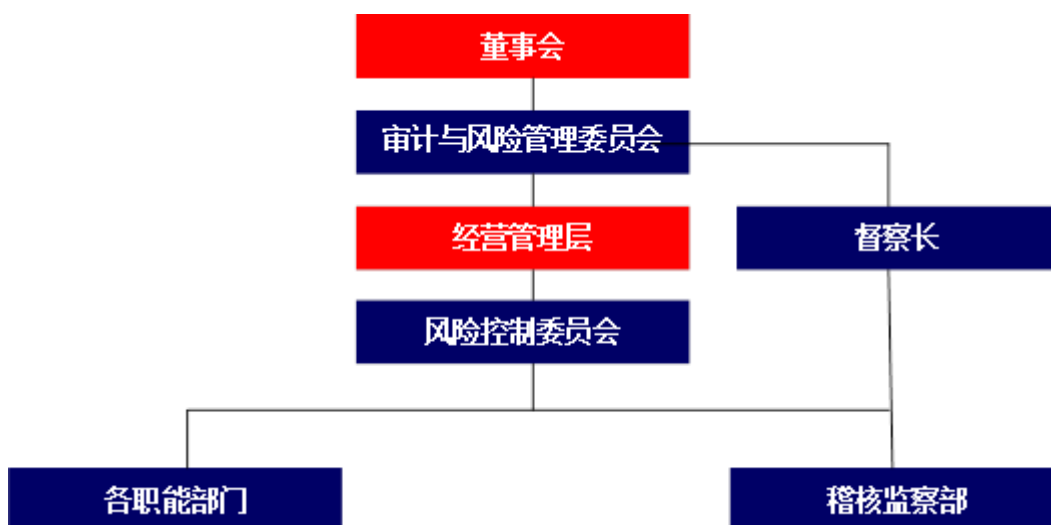 董事会
审计与风险管理委员会
经营管理层
督察长
风险控制委员会
各职能部门
稽核监察部